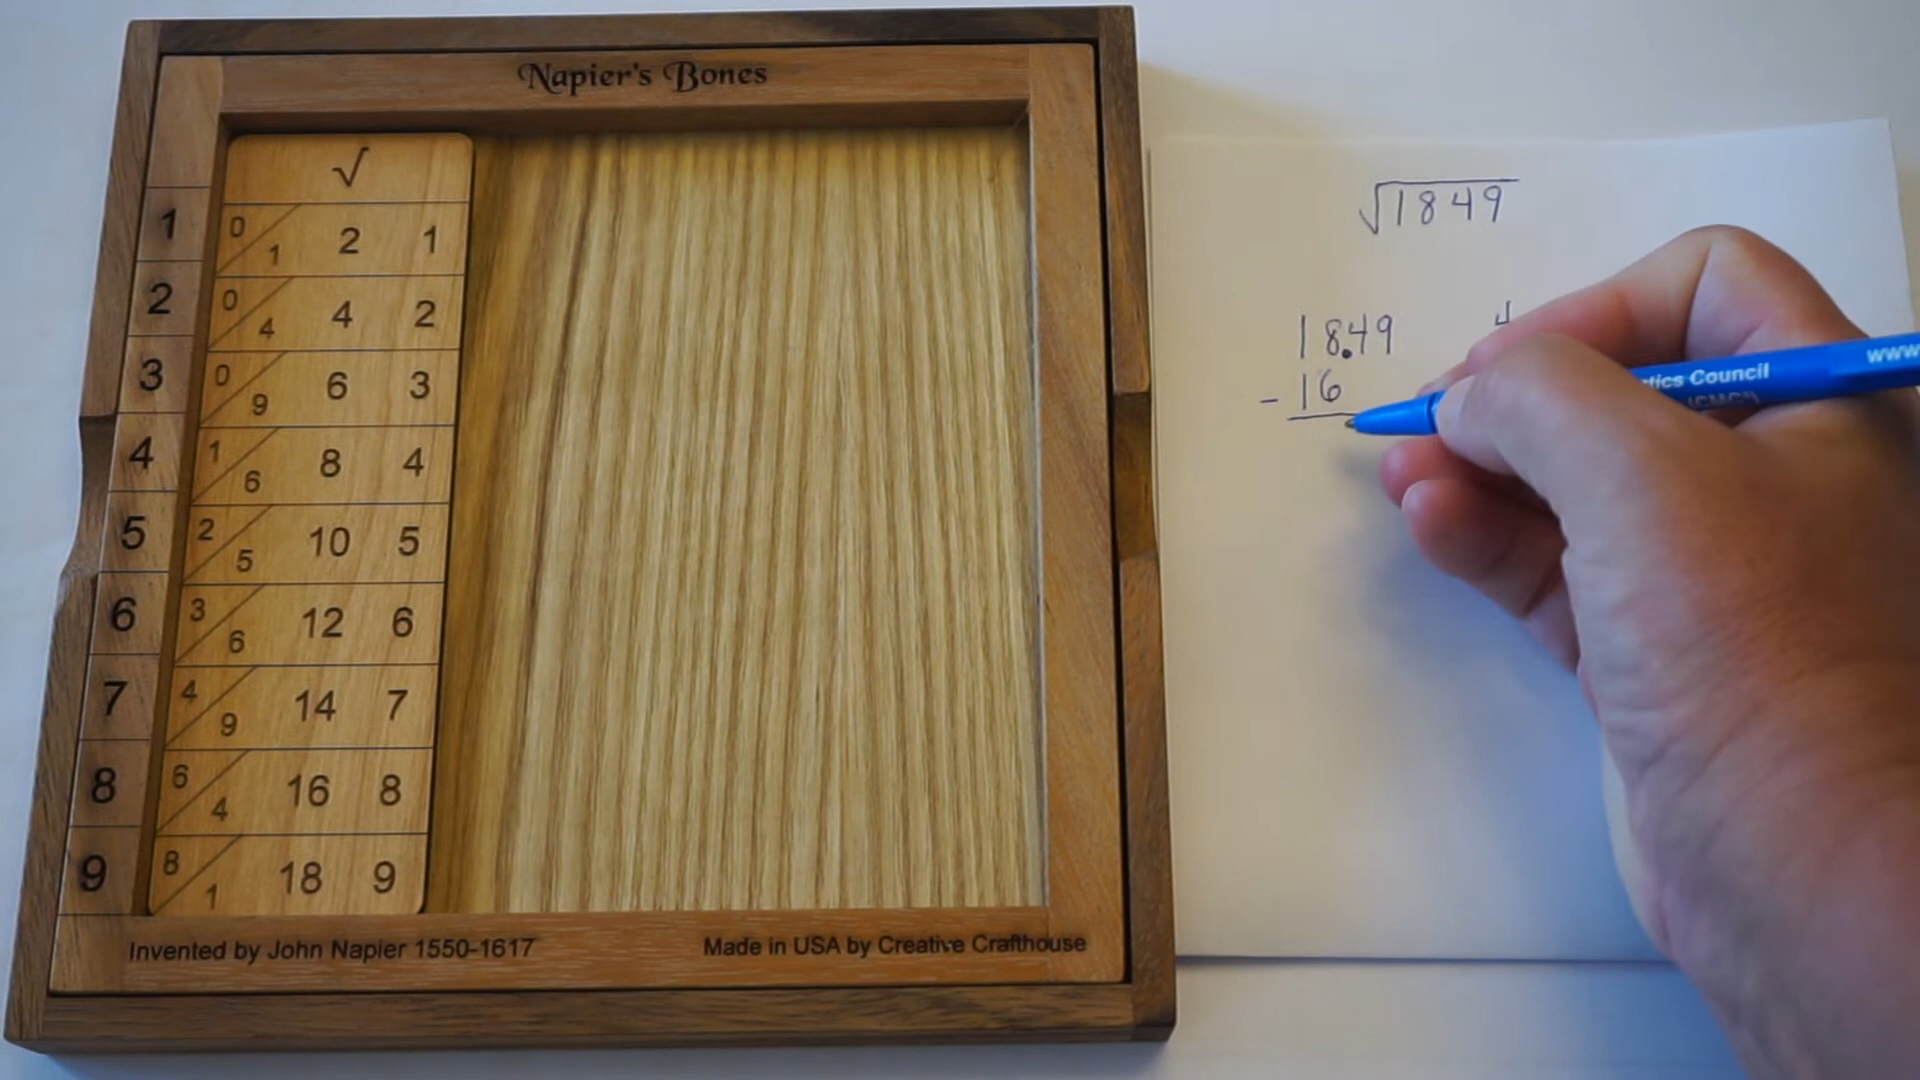 Napier's Bones
√
1 0 1 2 1
2 0 4 4 2
3 0 9 6 3
4 1 6 8 4
5 2 5 10 5
6 3 6 12 6
7 4 9 14 7
8 6 4 16 8
9 8 1 18 9
Invented by John Napier 1550-1617
Made in USA by Creative Crafthouse
√1849
18.49 4
- 16
Council
www